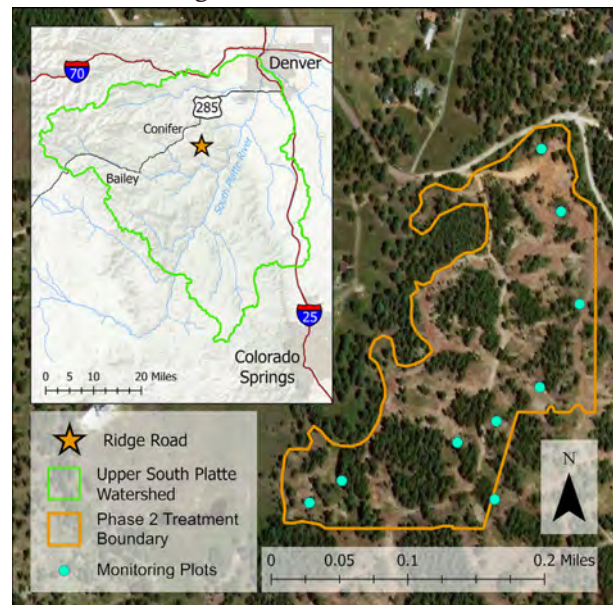 70
Denver
285
Conifer
Bailey
South Platte River
25
Colorado
Springs
0 5 10 20 Miles
Ridge Road
Upper South Platte
Watershed
Phase 2 Treatment
Boundary
Monitoring Plots
N
0 0.05 0.1 0.2 Miles